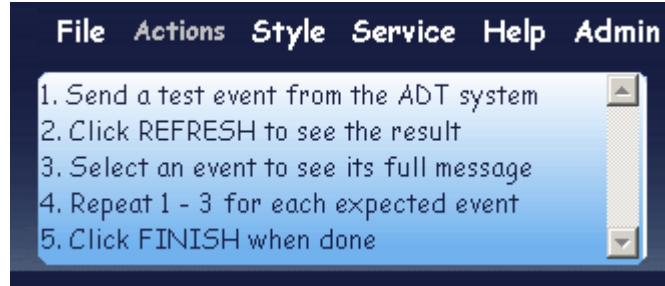 File Actions Style Service Help Admin
1. Send a test event from the ADT system
2. Click REFRESH to see the result
3. Select an event to see its full message
4. Repeat 1 - 3 for each expected event
5. Click FINISH when done